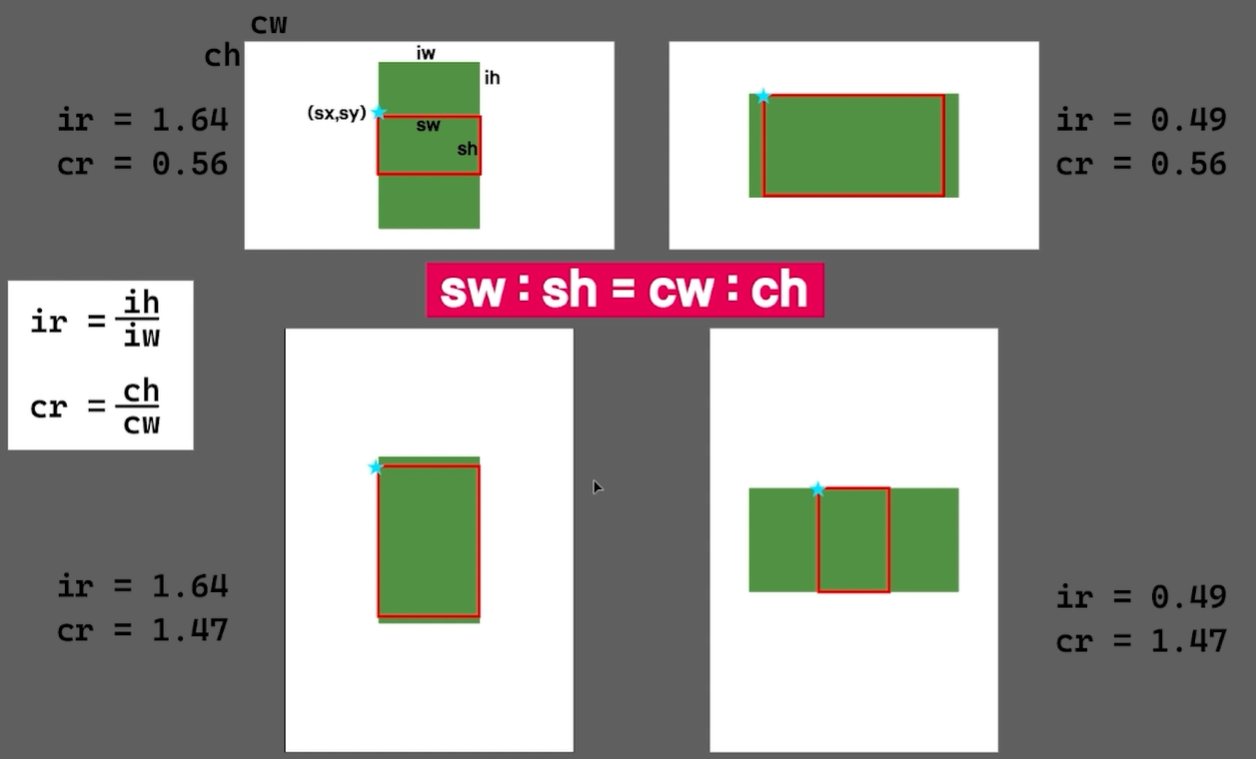 cw
ch
iw
ih
ir = 1.64
cr = 0.56
(sx,sy)
sw
sh
ir = 0.49
cr = 0.56
sw : sh = cw : ch
ir = ih
iw
cr = ch
cw
ir = 1.64
cr = 1.47
ir = 0.49
cr = 1.47